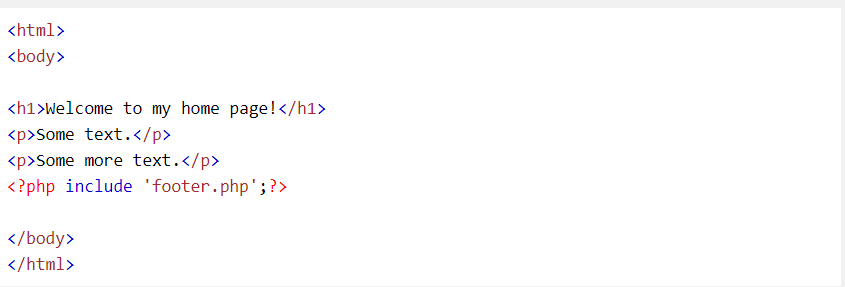 <html>
<body>
<h1>Welcome to my home page!</h1>
<p>Some text.</p>
<p>Some more text.</p>
<?php include 'footer.php';?>
</body>
</html>